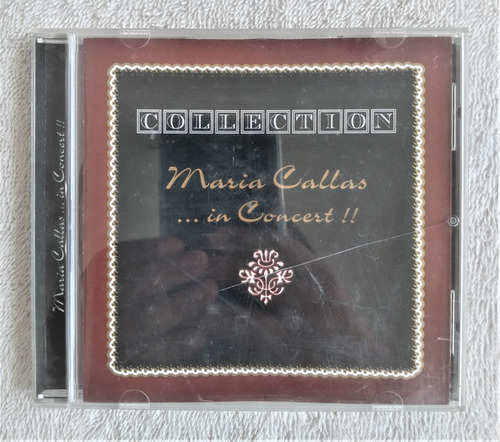 COLLECTION
Maria Callas
... in Concert !!
Maria Callas ... in Concert !!